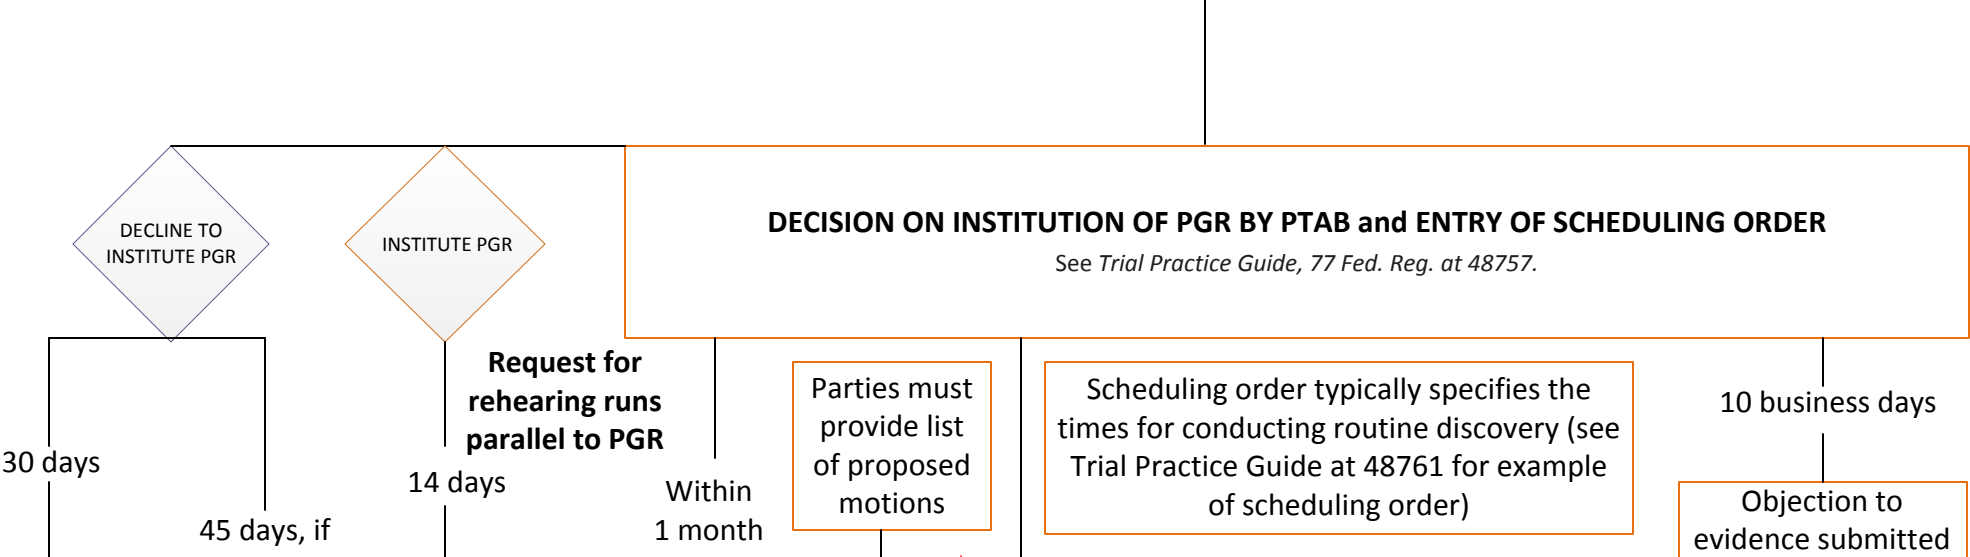 DECLINE TO
INSTITUTE PGR
INSTITUTE PGR
DECISION ON INSTITUTION OF PGR BY PTAB and ENTRY OF SCHEDULING ORDER
See Trial Practice Guide, 77 Fed. Reg. at 48757.
30 days
45 days, if
Request for
rehearing runs
parallel to PGR
14 days
Within
1 month
Parties must
provide list
of proposed
motions
Scheduling order typically specifies the
times for conducting routine discovery (see
Trial Practice Guide at 48761 for example
of scheduling order)
10 business days
Objection to
evidence submitted